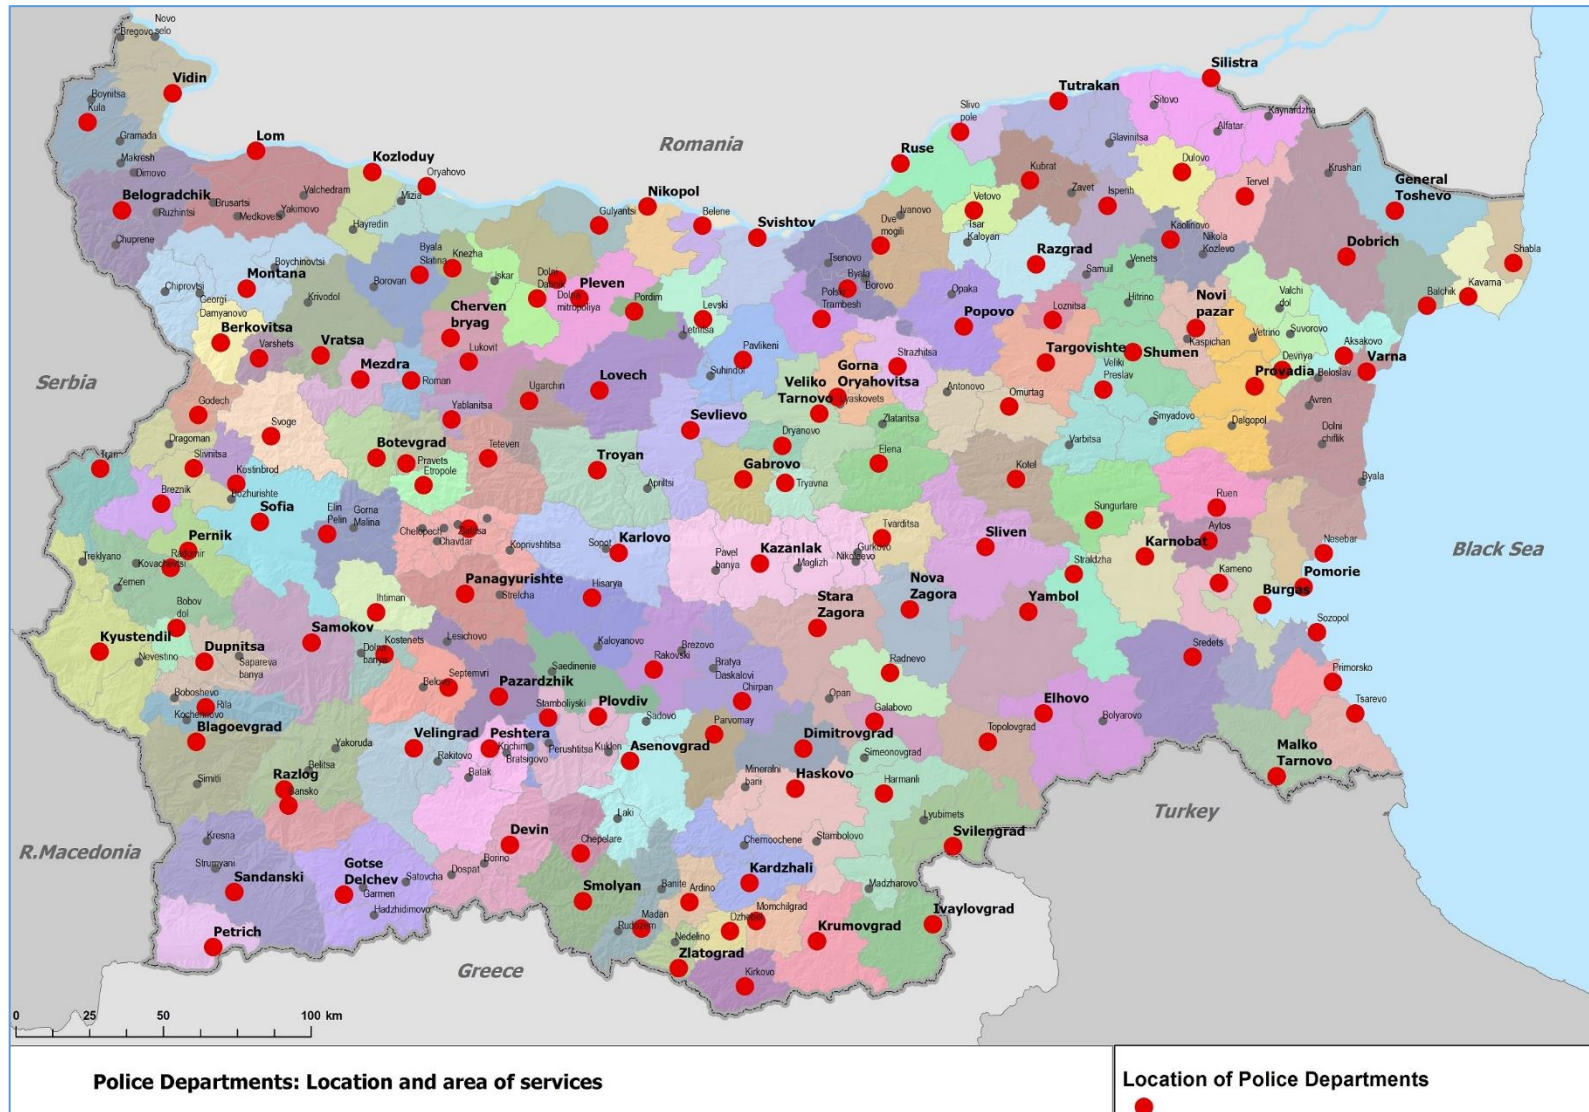 Novo
selo
Bregovo
Vidin
Boynitsa
Kula
Gramada
Makresh
Dimovo
Belogradchik
Ruzhintsi
Chuprene
Lom
Brusartsi
Medkovets
Valchedram
Yakimovo
Kozloduy
Oryahovo
Mizia
Hayredin
Romania
Nikopol
Gulyantsi
Belene
Svishtov
Ruse
Slivo
pole
Tutrakan
Silistra
Sitovo
Kaynardzha
Alfatar
Glavinitsa
Kubrat
Zavet
Isperih
Dulovo
Tervel
Krushari
General
Toshevo
Vetovo
Tsar
Kaloyan
Ivanovo
Dve
mogili
Razgrad
Samuil
Kaolinovo
Nikola
Kozlevo
Venets
Dobrich
Shabla
Kavarna
Balchik
Chiprovtsi
Georgi
Damyanovo
Montana
Boychinovtsi
Krivodol
Borovan
Byala
Slatina
Knezha
Iskar
Dolni
Dabnik
Dolna
mitropoliya
Pleven
Pordim
Levski
Letnitsa
Tsenovo
Byala
Borovo
Polski
Trambesh
Opaka
Popovo
Loznitsa
Hitrino
Novi
pazar
Kaspichan
Valchi
dol
Vetrino
Suvorovo
Devnya
Aksakovo
Varna
Beloslav
Provadia
Avren
Berkovitsa
Varshets
Vratsa
Mezdra
Roman
Cherven
bryag
Lukovit
Yablanitsa
Ugarchin
Lovech
Pavlikeni
Suhindol
Gorna
Oryahovitsa
Strazhitsa
Veliko
Tarnovo
Lyaskovets
Antonovo
Omurtag
Targovishte
Shumen
Veliki
Preslav
Smyadovo
Varbitsa
Dalgopol
Dolni
chiflik
Byala
Serbia
Godech
Dragoman
Svoge
Slivnitsa
Tran
Kostinbrod
Bozhurishte
Breznik
Sofia
Botevgrad
Pravets
Etropole
Teteven
Troyan
Apriltsi
Sevlievo
Gabrovo
Dryanovo
Tryavna
Zlataritsa
Elena
Kotel
Sungurlare
Ruen
Aytos
Karnobat
Nesebar
Pomorie
Kameno
Burgas
Black Sea
Elin
Pelin
Gorna
Malina
Chelopech
Chavdar
Zlatitsa
Koprivshtitsa
Sopot
Karlovo
Pavel
banya
Kazanlak
Maglizh
Nikolaevo
Gurkovo
Tvarditsa
Sliven
Straldzha
Yambol
Nova
Zagora
Stara
Zagora
Pernik
Radomir
Treklyano
Kovachevtsi
Zemen
Bobov
dol
Kyustendil
Nevestino
Dupnitsa
Sapareva
banya
Samokov
Ihtiman
Kostenets
Dolna
banya
Panagyurishte
Strelcha
Hisarya
Lesichovo
Kaloyanovo
Brezovo
Rakovski
Saedinenie
Bratya
Daskalovi
Chirpan
Opan
Radnevo
Galabovo
Sredets
Sozopol
Primorsko
Tsarevo
Malko
Tarnovo
Elhovo
Bolyarovo
Topolovgrad
Boboshevo
Rila
Kocherinovo
Blagoevgrad
Belovo
Septemvri
Pazardzhik
Stamboliyski
Plovdiv
Sadovo
Parvomay
Velingrad
Peshtera
Krichim
Bratsigovo
Perushtitsa
Kuklen
Asenovgrad
Rakitovo
Batak
Yakoruda
Belitsa
Razlog
Bansko
Simitli
Dimitrovgrad
Simeonovgrad
Haskovo
Harmanli
Mineralni
bani
Lyubimets
Svilengrad
Stambolovo
Madzharovo
Ivaylovgrad
Turkey
R.Macedonia
Kresna
Strumyani
Sandanski
Petrich
Gotse
Delchev
Garmen
Satovcha
Hadzhidimovo
Dospat
Borino
Devin
Chepelare
Laki
Smolyan
Banite
Ardino
Chernoochene
Kardzhali
Momchilgrad
Dzhebel
Krumovgrad
Madan
Rudozem
Nedelino
Zlatograd
Kirkovo
Greece
0 25 50 100 km
Police Departments: Location and area of services
Location of Police Departments